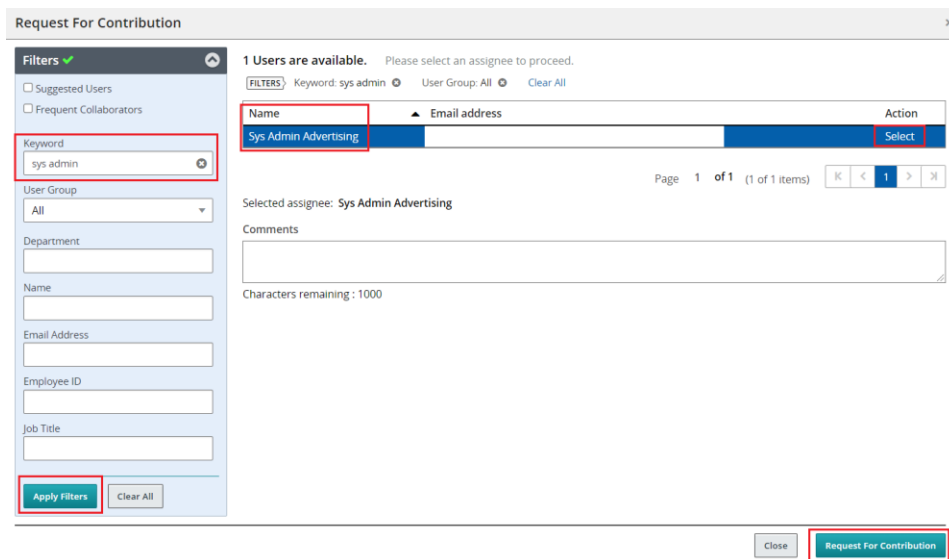 Request For Contribution
Filters
Suggested Users
Frequent Collaborators
Keyword
sys admin
User Group
All
Department
Name
Email Address
Employee ID
Job Title
Apply Filters
Clear All
1 Users are available. Please select an assignee to proceed.
FILTERS Keyword: sys admin User Group: All Clear All
Name Email address Action
Sys Admin Advertising Select
Page 1 of 1 (1 of 1 items) 1
Selected assignee: Sys Admin Advertising
Comments
Characters remaining : 1000
Close Request For Contribution